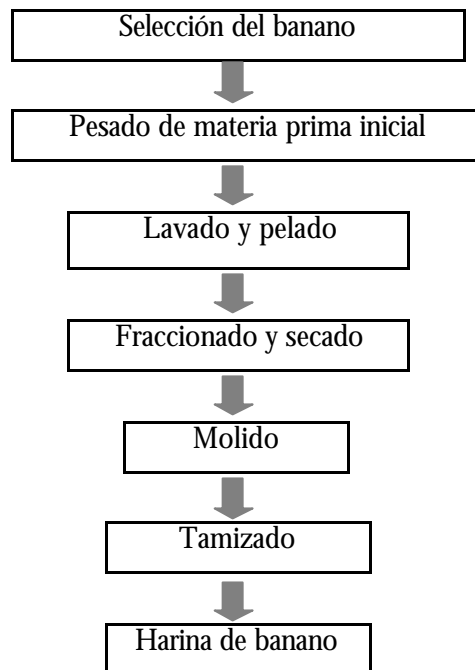 Selección del banano
Pesado de materia prima inicial
Lavado y pelado
Fraccionado y secado
Molido
Tamizado
Harina de banano